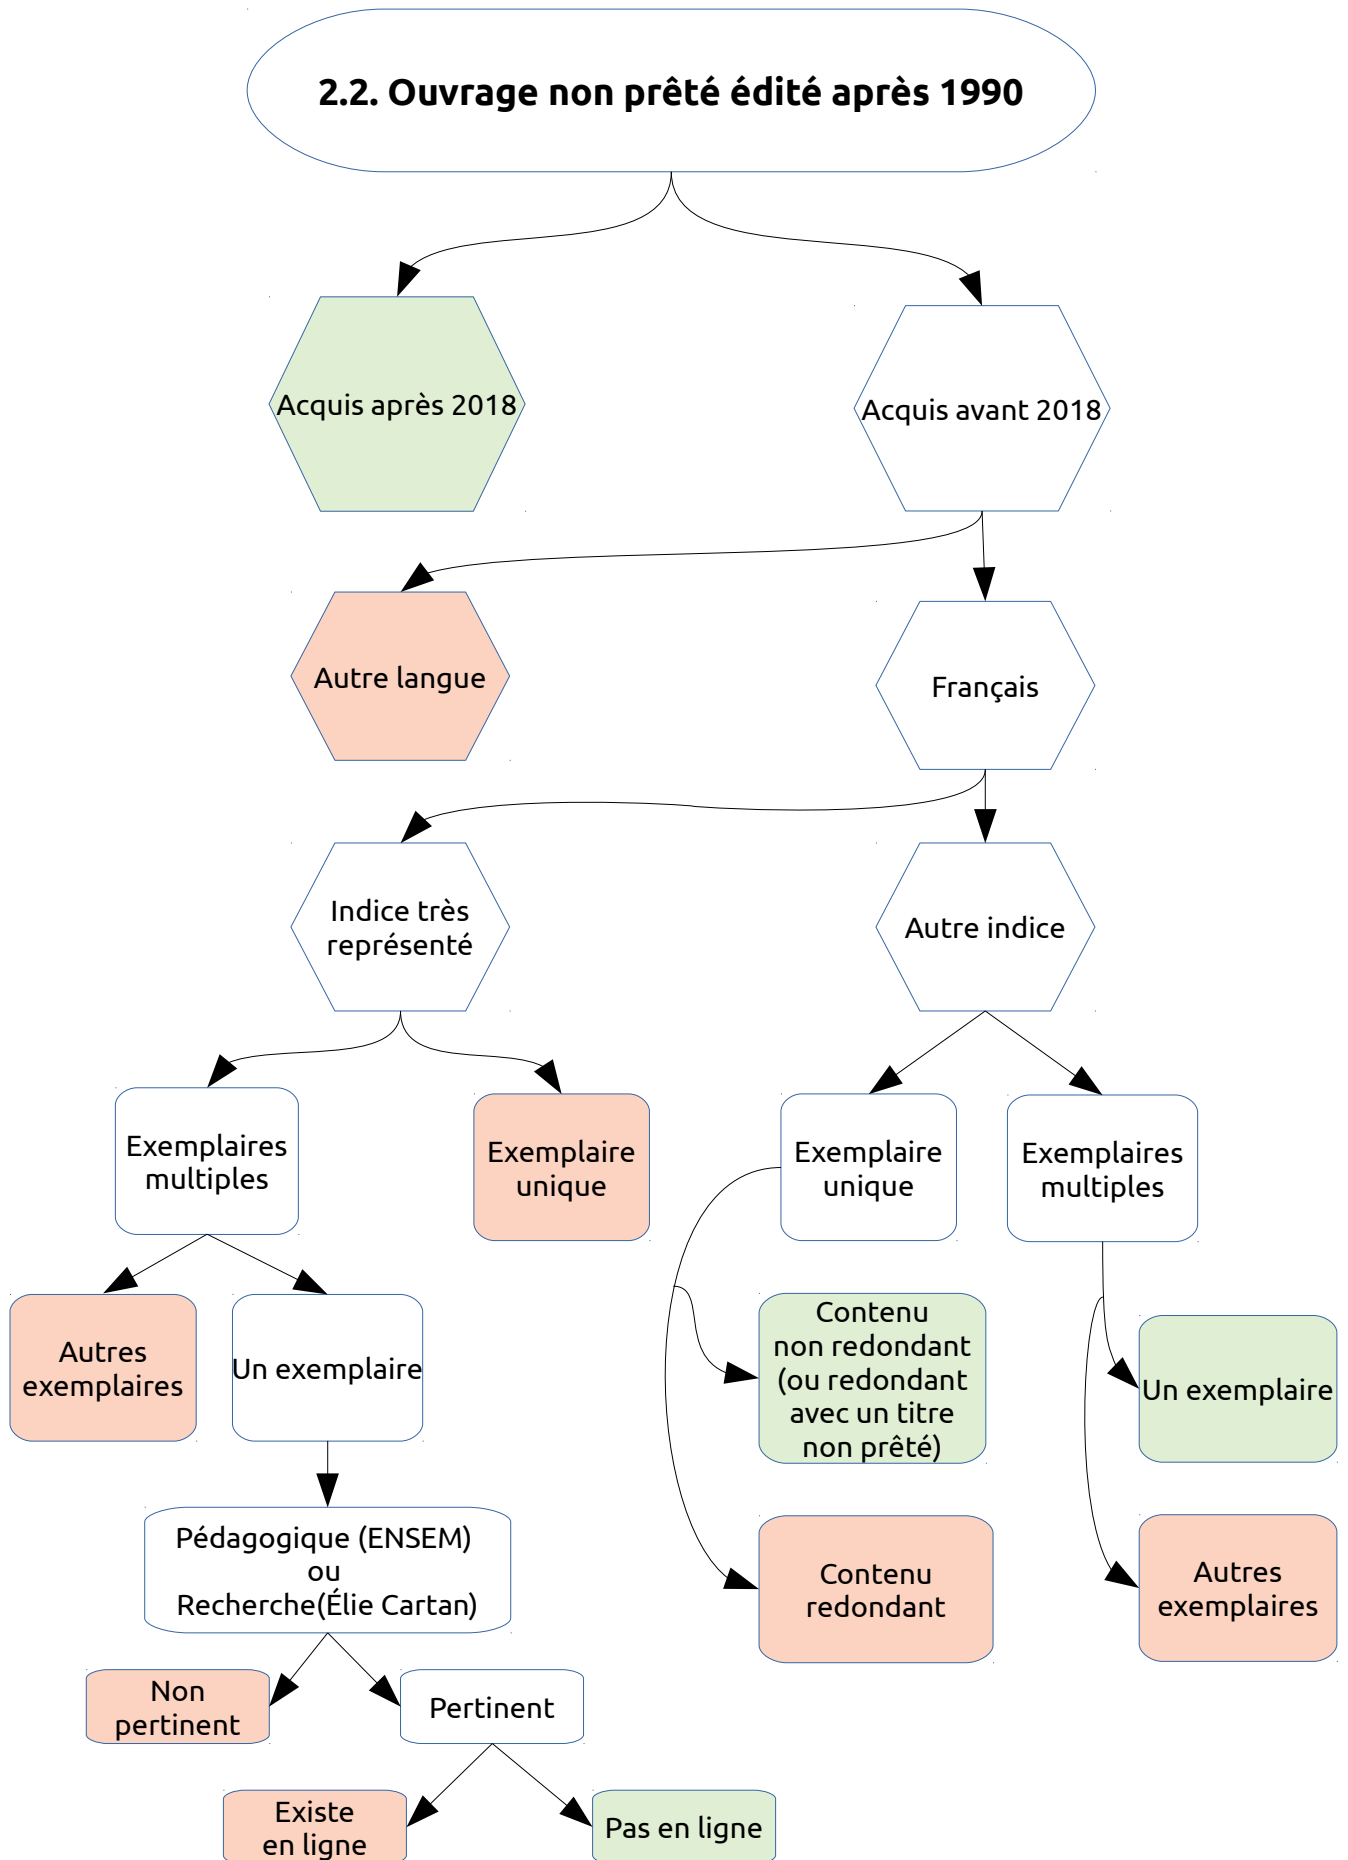 2.2. Ouvrage non prêté édité après 1990
Acquis après 2018
Acquis avant 2018
Autre langue
Français
Indice très
représenté
Autre indice
Exemplaires
multiples
Exemplaire
unique
Exemplaire
unique
Exemplaires
multiples
Autres
exemplaires
Un exemplaire
Contenu
non redondant
(ou redondant
avec un titre
non prêté)
Un exemplaire
Pédagogique (ENSEM)
ou
Recherche(Élie Cartan)
Contenu
redondant
Autres
exemplaires
Non
pertinent
Pertinent
Existe
en ligne
Pas en ligne